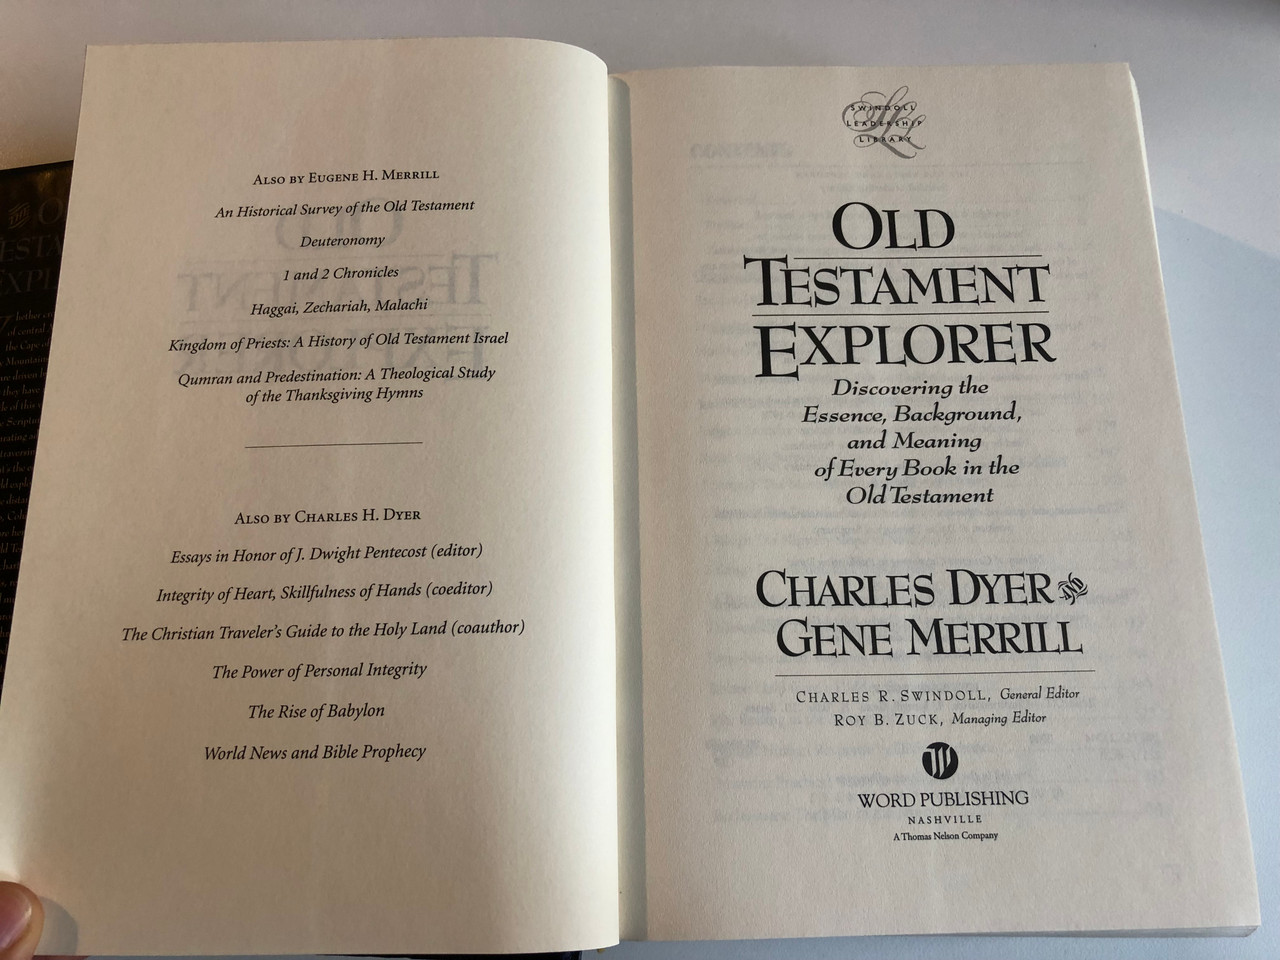 ALSO BY EUGENE H. MERRILL
An Historical Survey of the Old Testament
Deuteronomy
1 and 2 Chronicles
Haggai, Zechariah, Malachi
Kingdom of Priests: A History of Old Testament Israel
Qumran and Predestination: A Theological Study
of the Thanksgiving Hymns
ALSO BY CHARLES H. DYER
Essays in Honor of J. Dwight Pentecost (editor)
Integrity of Heart, Skillfulness of Hands (coeditor)
The Christian Traveler's Guide to the Holy Land (coauthor)
The Power of Personal Integrity
The Rise of Babylon
World News and Bible Prophecy
SWINDOLL
LEADERSHIP
LIBRARY
OLD
TESTAMENT
EXPLORER
Discovering the
Essence, Background,
and Meaning
of Every Book in the
Old Testament
CHARLES DYER AND
GENE MERRILL
CHARLES R. SWINDOLL, General Editor
ROY B. ZUCK, Managing Editor
WORD PUBLISHING
NASHVILLE
A Thomas Nelson Company